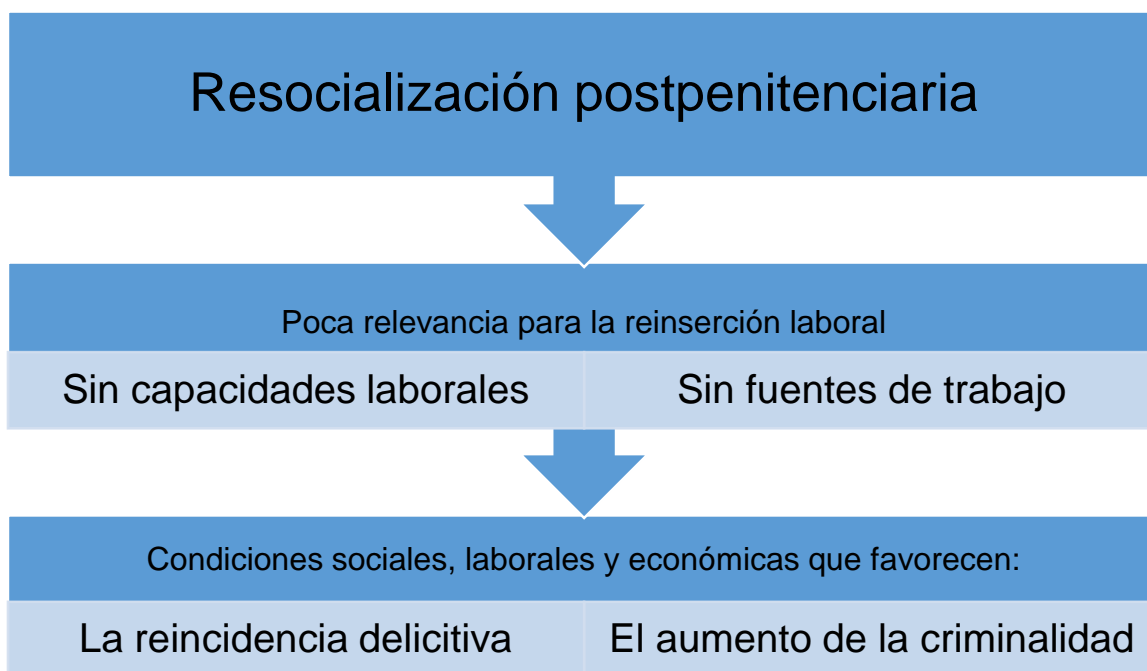 Resocialización postpenitenciaria
Poca relevancia para la reinserción laboral
Sin capacidades laborales
Sin fuentes de trabajo
Condiciones sociales, laborales y económicas que favorecen:
La reincidencia delicitiva
El aumento de la criminalidad